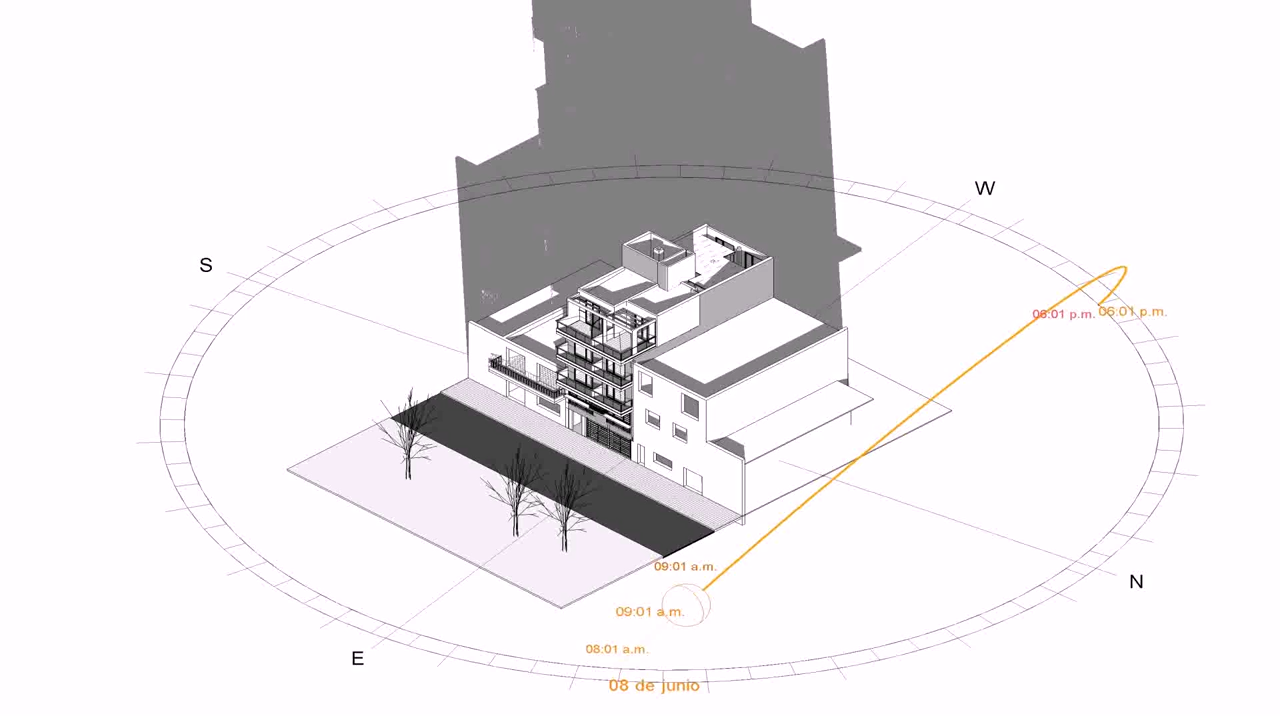 W
S
06:01 p.m.
06:01 p.m.
09:01 a.m.
N
09:01 a.m.
08:01 a.m.
E
08 de junio